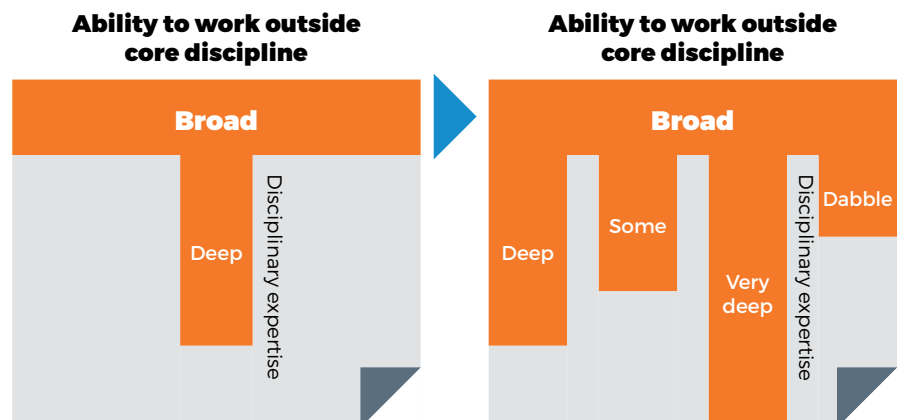 Ability to work outside
core discipline
Broad
Deep
Disciplinary expertise
Ability to work outside
core discipline
Broad
Deep
Some
Very
deep
Disciplinary expertise
Dabble